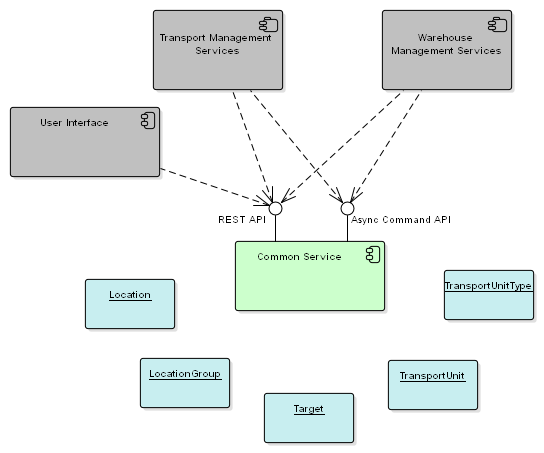 Transport Management
Services
Warehouse
Management Services
User Interface
REST API
Async Command API
Common Service
TransportUnitType
Location
LocationGroup
TransportUnit
Target